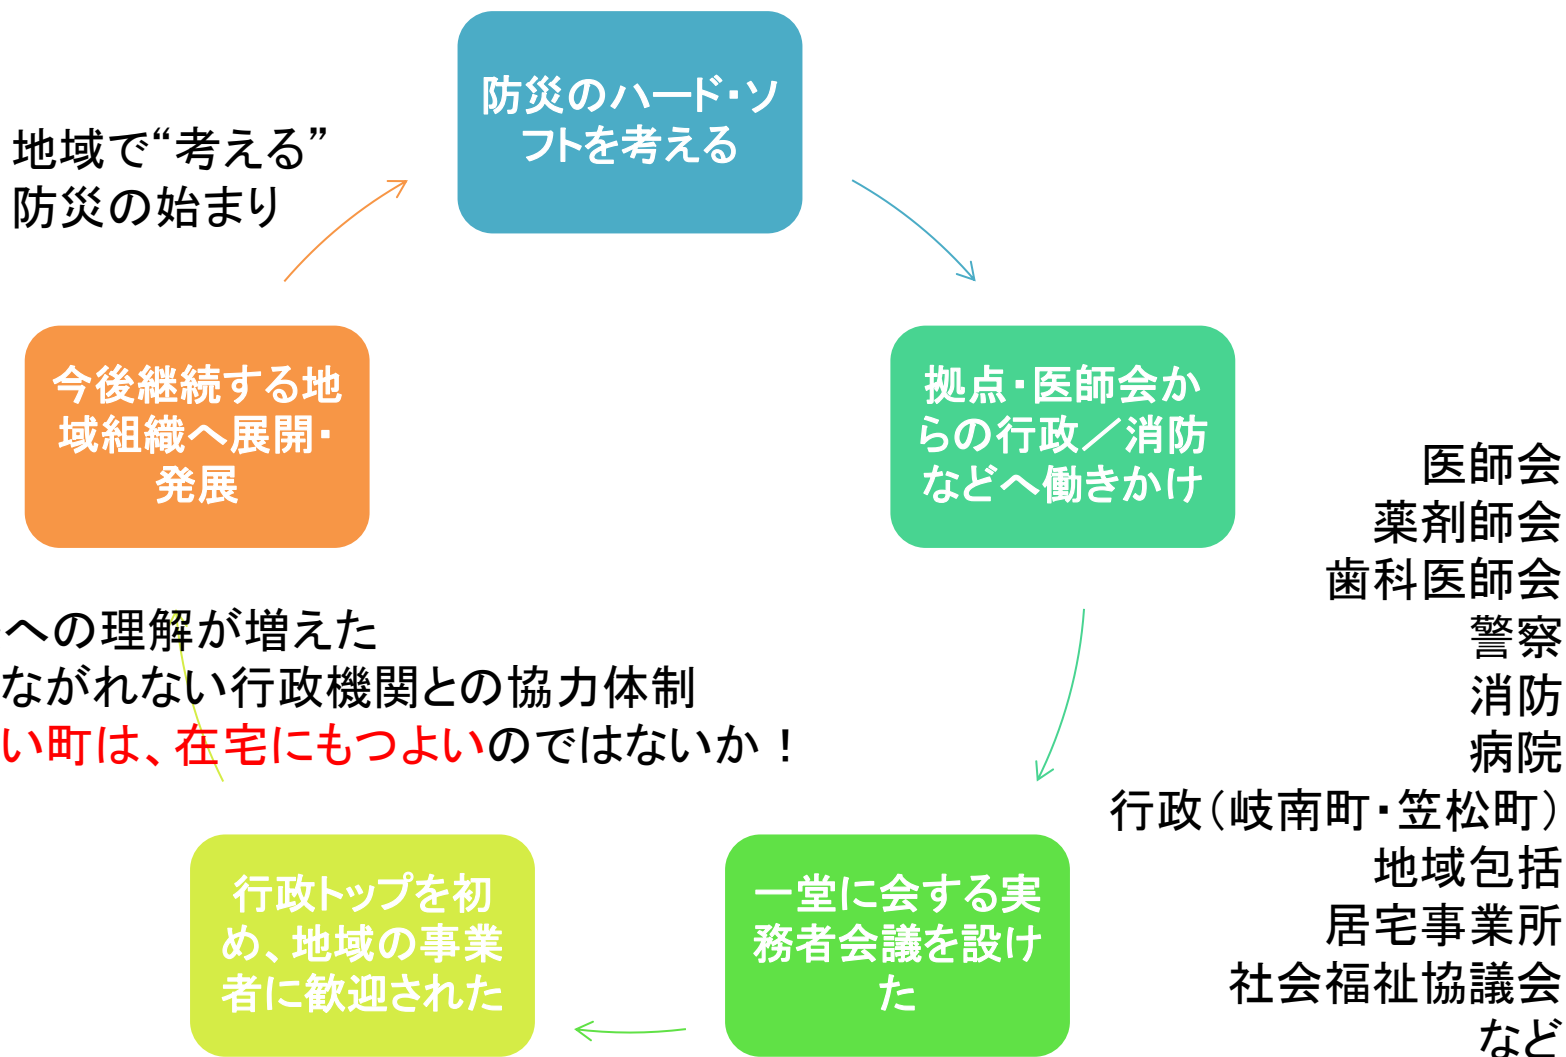 防災のハード・ソ
フトを考える
地域で“考える”
防災の始まり
今後継続する地
域組織へ展開・
発展
拠点・医師会か
らの行政／消防
などへ働きかけ
医師会
薬剤師会
歯科医師会
警察
消防
病院
行政（岐南町・笠松町）
地域包括
居宅事業所
社会福祉協議会
など
への理解が増えた
ながれない行政機関との協力体制
い町は、在宅にもつよいのではないか！
行政トップを初
め、地域の事業
者に歓迎された
一堂に会する実
務者会議を設け
た